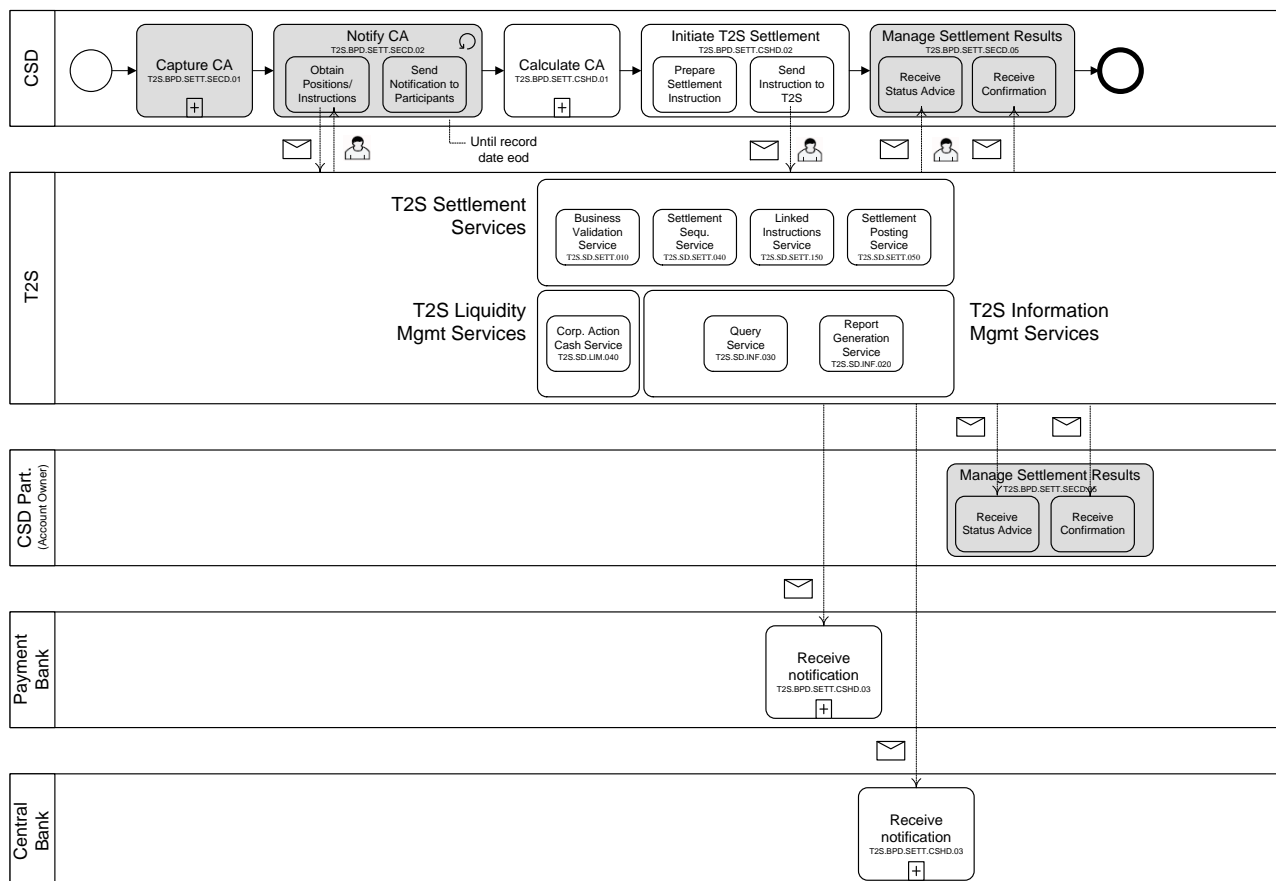 CSD
Capture CA
T2S.BPD.SETT.SECD.01
+
Notify CA
T2S.BPD.SETT.SECD.02
Obtain
Positions/
Instructions
Send
Notification to
Participants
Until record
date eod
Calculate CA
T2S.BPD.SETT.CSHD.01
+
Initiate T2S Settlement
T2S.BPD.SETT.CSHD.02
Prepare
Settlement
Instruction
Send
Instruction to
T2S
Manage Settlement Results
T2S.BPD.SETT.SECD.05
Receive
Status Advice
Receive
Confirmation
T2S
T2S Settlement
Services
Business
Validation
Service
T2S.SD.SETT.010
Settlement
Sequ.
Service
T2S.SD.SETT.040
Linked
Instructions
Service
T2S.SD.SETT.150
Settlement
Posting
Service
T2S.SD.SETT.050
T2S Liquidity
Mgmt Services
Corp. Action
Cash Service
T2S.SD.LIM.040
Query
Service
T2S.SD.INF.030
Report
Generation
Service
T2S.SD.INF.020
T2S Information
Mgmt Services
CSD Part.
(Account Owner)
Manage Settlement Results
T2S.BPD.SETT.SECD.05
Receive
Status Advice
Receive
Confirmation
Payment
Bank
Receive
notification
T2S.BPD.SETT.CSHD.03
+
Central
Bank
Receive
notification
T2S.BPD.SETT.CSHD.03
+